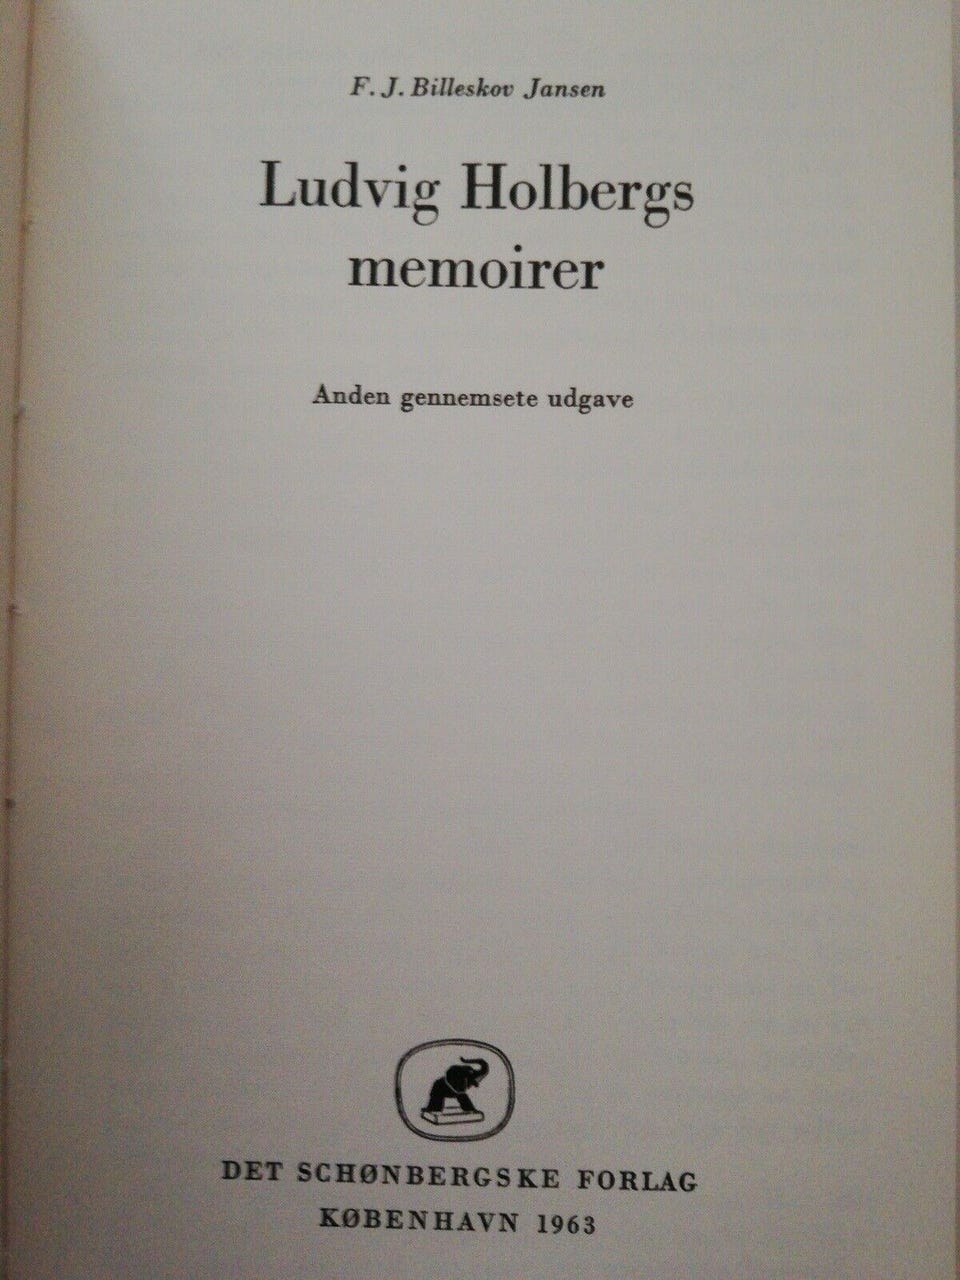 F. J. Billeskov Jansen
Ludvig Holbergs
memoirer
Anden gennemsete udgave
DET SCHØNBERGSKE FORLAG
KØBENHAVN 1963